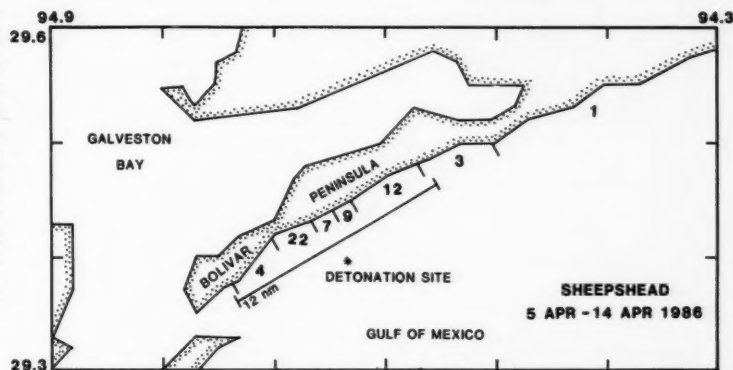 94.9 94.3
29.6
GALVESTON
BAY
1
3
PENINSULA
12
9
7
22
BOLIVAR
4
12 nm
*
DETONATION SITE
SHEEPSHEAD
5 APR - 14 APR 1986
GULF OF MEXICO
29.3